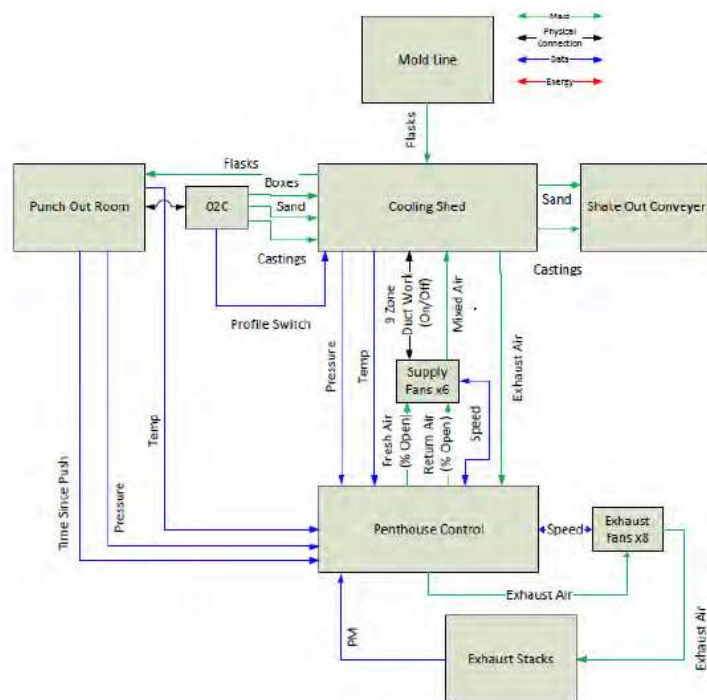 Mass
Physical
Connection
Data
Energy
Mold Line
Flasks
Flasks
Boxes
Sand
Castings
Punch Out Room
O2C
Cooling Shed
Sand
Castings
Shake Out Conveyer
Profile Switch
Pressure
Temp
9 Zone
Duct Work
(On/Off)
Mixed Air
Exhaust Air
Supply
Fans x6
Fresh Air
(% Open)
Return Air
(% Open)
Speed
Time Since Push
Pressure
Temp
Penthouse Control
Speed
Exhaust
Fans x8
Exhaust Air
Exhaust Air
PM
Exhaust Stacks